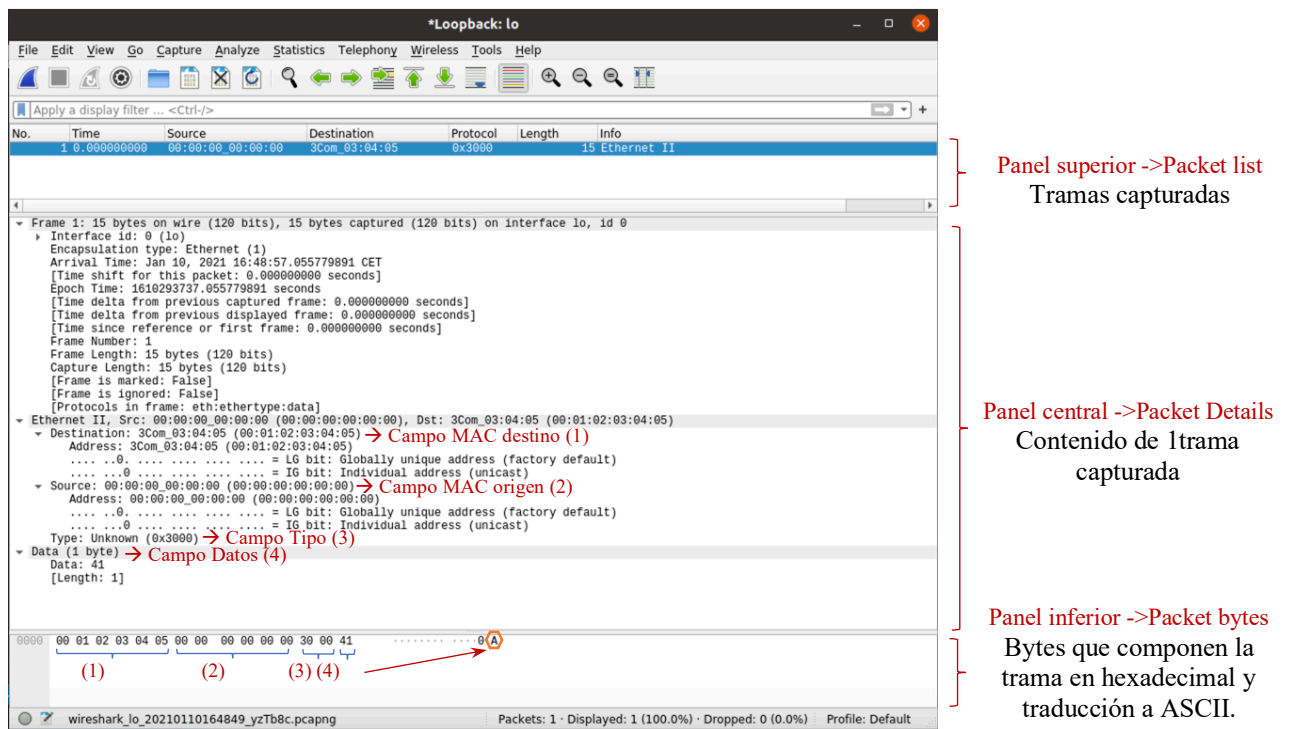 *Loopback: lo
File Edit View Go Capture Analyze Statistics Telephony Wireless Tools Help
Apply a display filter ... <Ctrl-/>
No. Time Source Destination Protocol Length Info
1 0.000000000 00:00:00_00:00:00 3Com_03:04:05 0x3000 15 Ethernet II
Panel superior ->Packet list
Tramas capturadas
Frame 1: 15 bytes on wire (120 bits), 15 bytes captured (120 bits) on interface lo, id 0
Interface id: 0 (lo)
Encapsulation type: Ethernet (1)
Arrival Time: Jan 10, 2021 16:48:57.055779891 CET
[Time shift for this packet: 0.000000000 seconds]
Epoch Time: 1610293737.055779891 seconds
[Time delta from previous captured frame: 0.000000000 seconds]
[Time delta from previous displayed frame: 0.000000000 seconds]
[Time since reference or first frame: 0.000000000 seconds]
Frame Number: 1
Frame Length: 15 bytes (120 bits)
Capture Length: 15 bytes (120 bits)
[Frame is marked: False]
[Frame is ignored: False]
[Protocols in frame: eth:ethertype:data]
Ethernet II, Src: 00:00:00_00:00:00 (00:00:00:00:00:00), Dst: 3Com_03:04:05 (00:01:02:03:04:05)
Destination: 3Com_03:04:05 (00:01:02:03:04:05) → Campo MAC destino (1)
Address: 3Com_03:04:05 (00:01:02:03:04:05)
.... ..0. .... .... .... .... = LG bit: Globally unique address (factory default)
.... ...0 .... .... .... .... = IG bit: Individual address (unicast)
Source: 00:00:00_00:00:00 (00:00:00:00:00:00) → Campo MAC origen (2)
Address: 00:00:00_00:00:00 (00:00:00:00:00:00)
.... ..0. .... .... .... .... = LG bit: Globally unique address (factory default)
.... ...0 .... .... .... .... = IG bit: Individual address (unicast)
Type: Unknown (0x3000) → Campo Tipo (3)
Data (1 byte) → Campo Datos (4)
Data: 41
[Length: 1]
Panel central ->Packet Details
Contenido de 1trama
capturada
0000 00 01 02 03 04 05 00 00 00 00 00 00 30 00 41 ········ ····0·A
(1) (2) (3) (4)
Panel inferior ->Packet bytes
Bytes que componen la
trama en hexadecimal y
traducción a ASCII.
wireshark_lo_20210110164849_yzTb8c.pcapng Packets: 1 · Displayed: 1 (100.0%) · Dropped: 0 (0.0%) Profile: Default